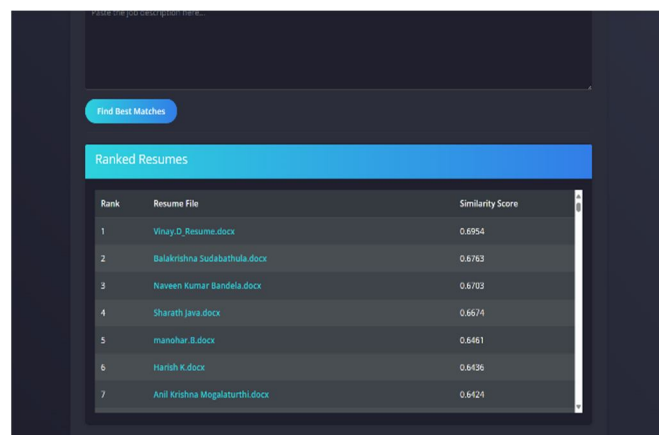 Paste the job description here...
Find Best Matches
Ranked Resumes
Rank Resume File Similarity Score
1 Vinay.D_Resume.docx 0.6954
2 Balakrishna Sudabathula.docx 0.6763
3 Naveen Kumar Bandela.docx 0.6703
4 Sharath Java.docx 0.6674
5 manohar.B.docx 0.6461
6 Harish K.docx 0.6436
7 Anil Krishna Mogalaturthi.docx 0.6424